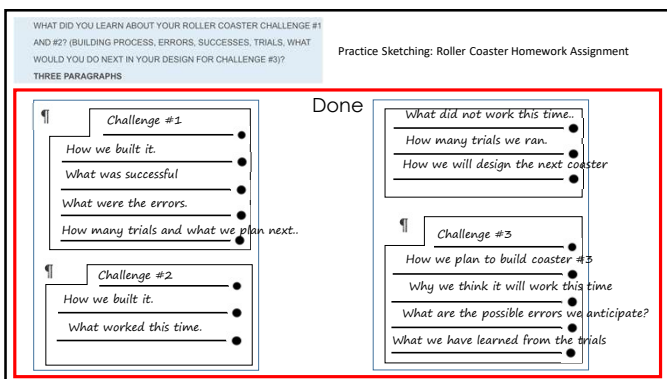 WHAT DID YOU LEARN ABOUT YOUR ROLLER COASTER CHALLENGE #1
AND #2? (BUILDING PROCESS, ERRORS, SUCCESSES, TRIALS, WHAT
WOULD YOU DO NEXT IN YOUR DESIGN FOR CHALLENGE #3)?
THREE PARAGRAPHS
Practice Sketching: Roller Coaster Homework Assignment
Done
¶ Challenge #1
How we built it.
What was successful
What were the errors.
How many trials and what we plan next..
¶ Challenge #2
How we built it.
What worked this time.
What did not work this time..
How many trials we ran.
How we will design the next coaster
¶ Challenge #3
How we plan to build coaster #3
Why we think it will work this time
What are the possible errors we anticipate?
What we have learned from the trials